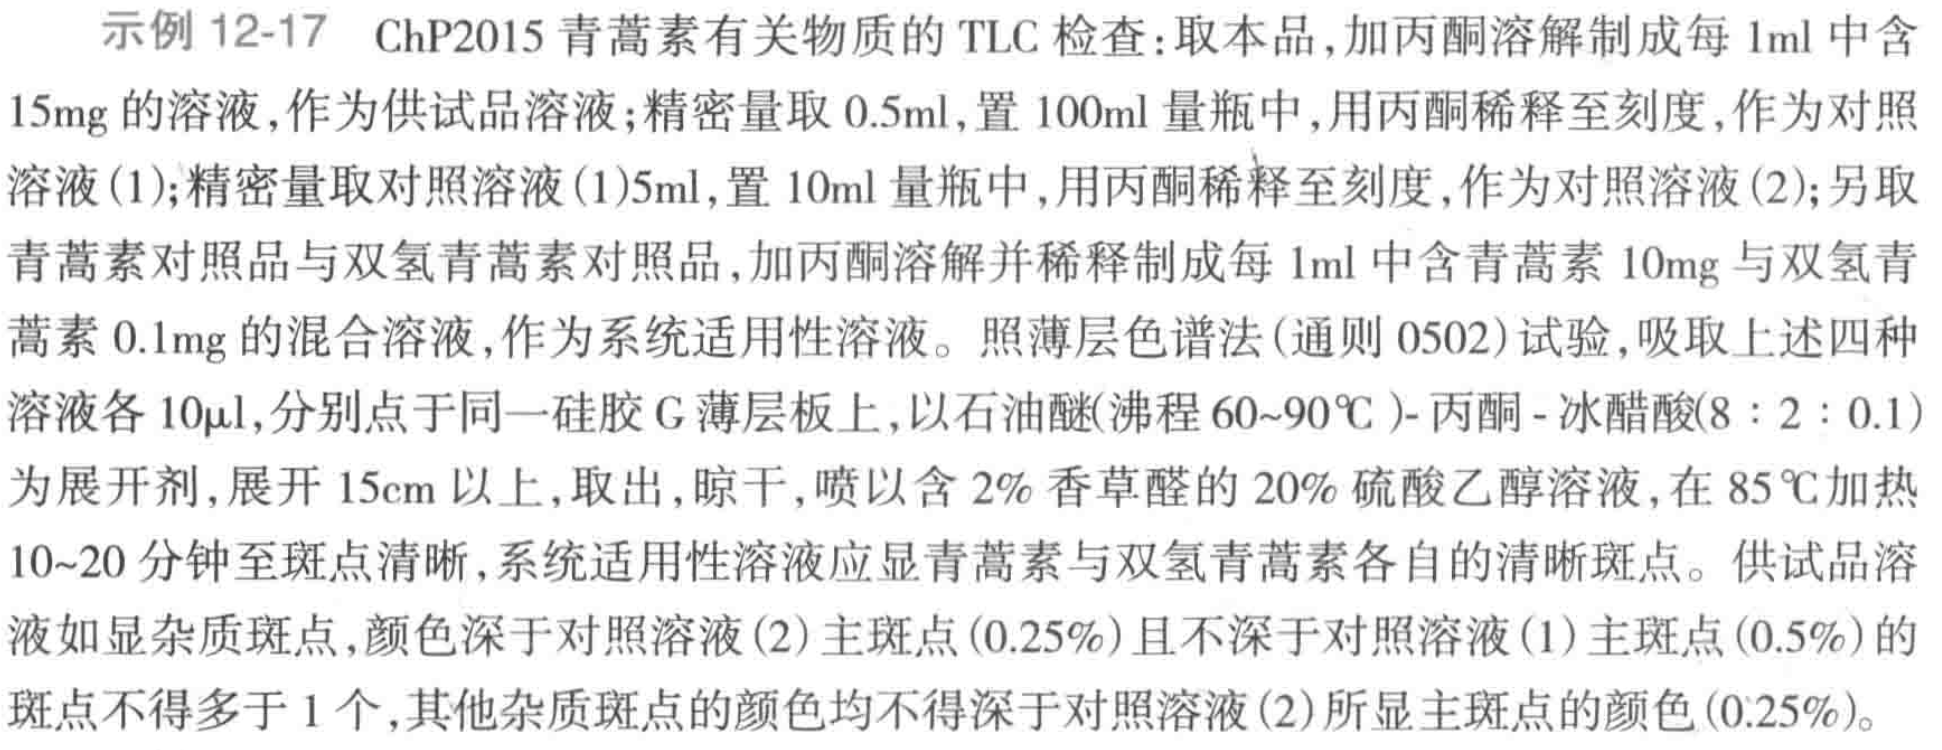 示例 12-17 ChP2015 青蒿素有关物质的 TLC 检查:取本品,加丙酮溶解制成每 1ml 中含
15mg 的溶液,作为供试品溶液;精密量取 0.5ml,置 100ml 量瓶中,用丙酮稀释至刻度,作为对照
溶液(1);精密量取对照溶液(1)5ml,置 10ml 量瓶中,用丙酮稀释至刻度,作为对照溶液(2);另取
青蒿素对照品与双氢青蒿素对照品,加丙酮溶解并稀释制成每 1ml 中含青蒿素 10mg 与双氢青
蒿素 0.1mg 的混合溶液,作为系统适用性溶液。照薄层色谱法(通则 0502)试验,吸取上述四种
溶液各 10μl,分别点于同一硅胶 G 薄层板上,以石油醚(沸程 60~90℃)-丙酮-冰醋酸(8∶2∶0.1)
为展开剂,展开 15cm 以上,取出,晾干,喷以含 2% 香草醛的 20% 硫酸乙醇溶液,在 85℃加热
10~20 分钟至斑点清晰,系统适用性溶液应显青蒿素与双氢青蒿素各自的清晰斑点。供试品溶
液如显杂质斑点,颜色深于对照溶液(2)主斑点(0.25%)且不深于对照溶液(1)主斑点(0.5%)的
斑点不得多于 1 个,其他杂质斑点的颜色均不得深于对照溶液(2)所显主斑点的颜色(0.25%)。